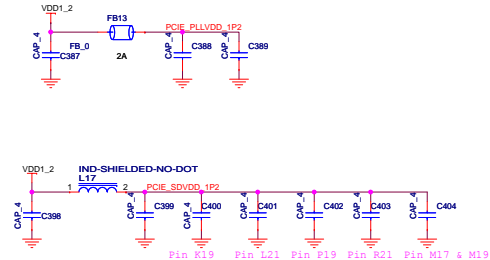 VDD1_2
FB13
PCIE_PLLVDD_1P2
CAP_4
C387
FB_0
2A
CAP_4
C388
CAP_4
C389
VDD1_2
IND-SHIELDED-NO-DOT
L17
1
2
PCIE_SDVDD_1P2
CAP_4
C398
CAP_4
C399
CAP_4
C400
CAP_4
C401
CAP_4
C402
CAP_4
C403
CAP_4
C404
Pin K19
Pin L21
Pin P19
Pin R21
Pin M17 & M19